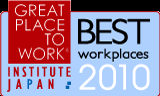 GREAT
PLACE TO
WORK®
INSTITUTE
JAPAN
BEST
workplaces
2010